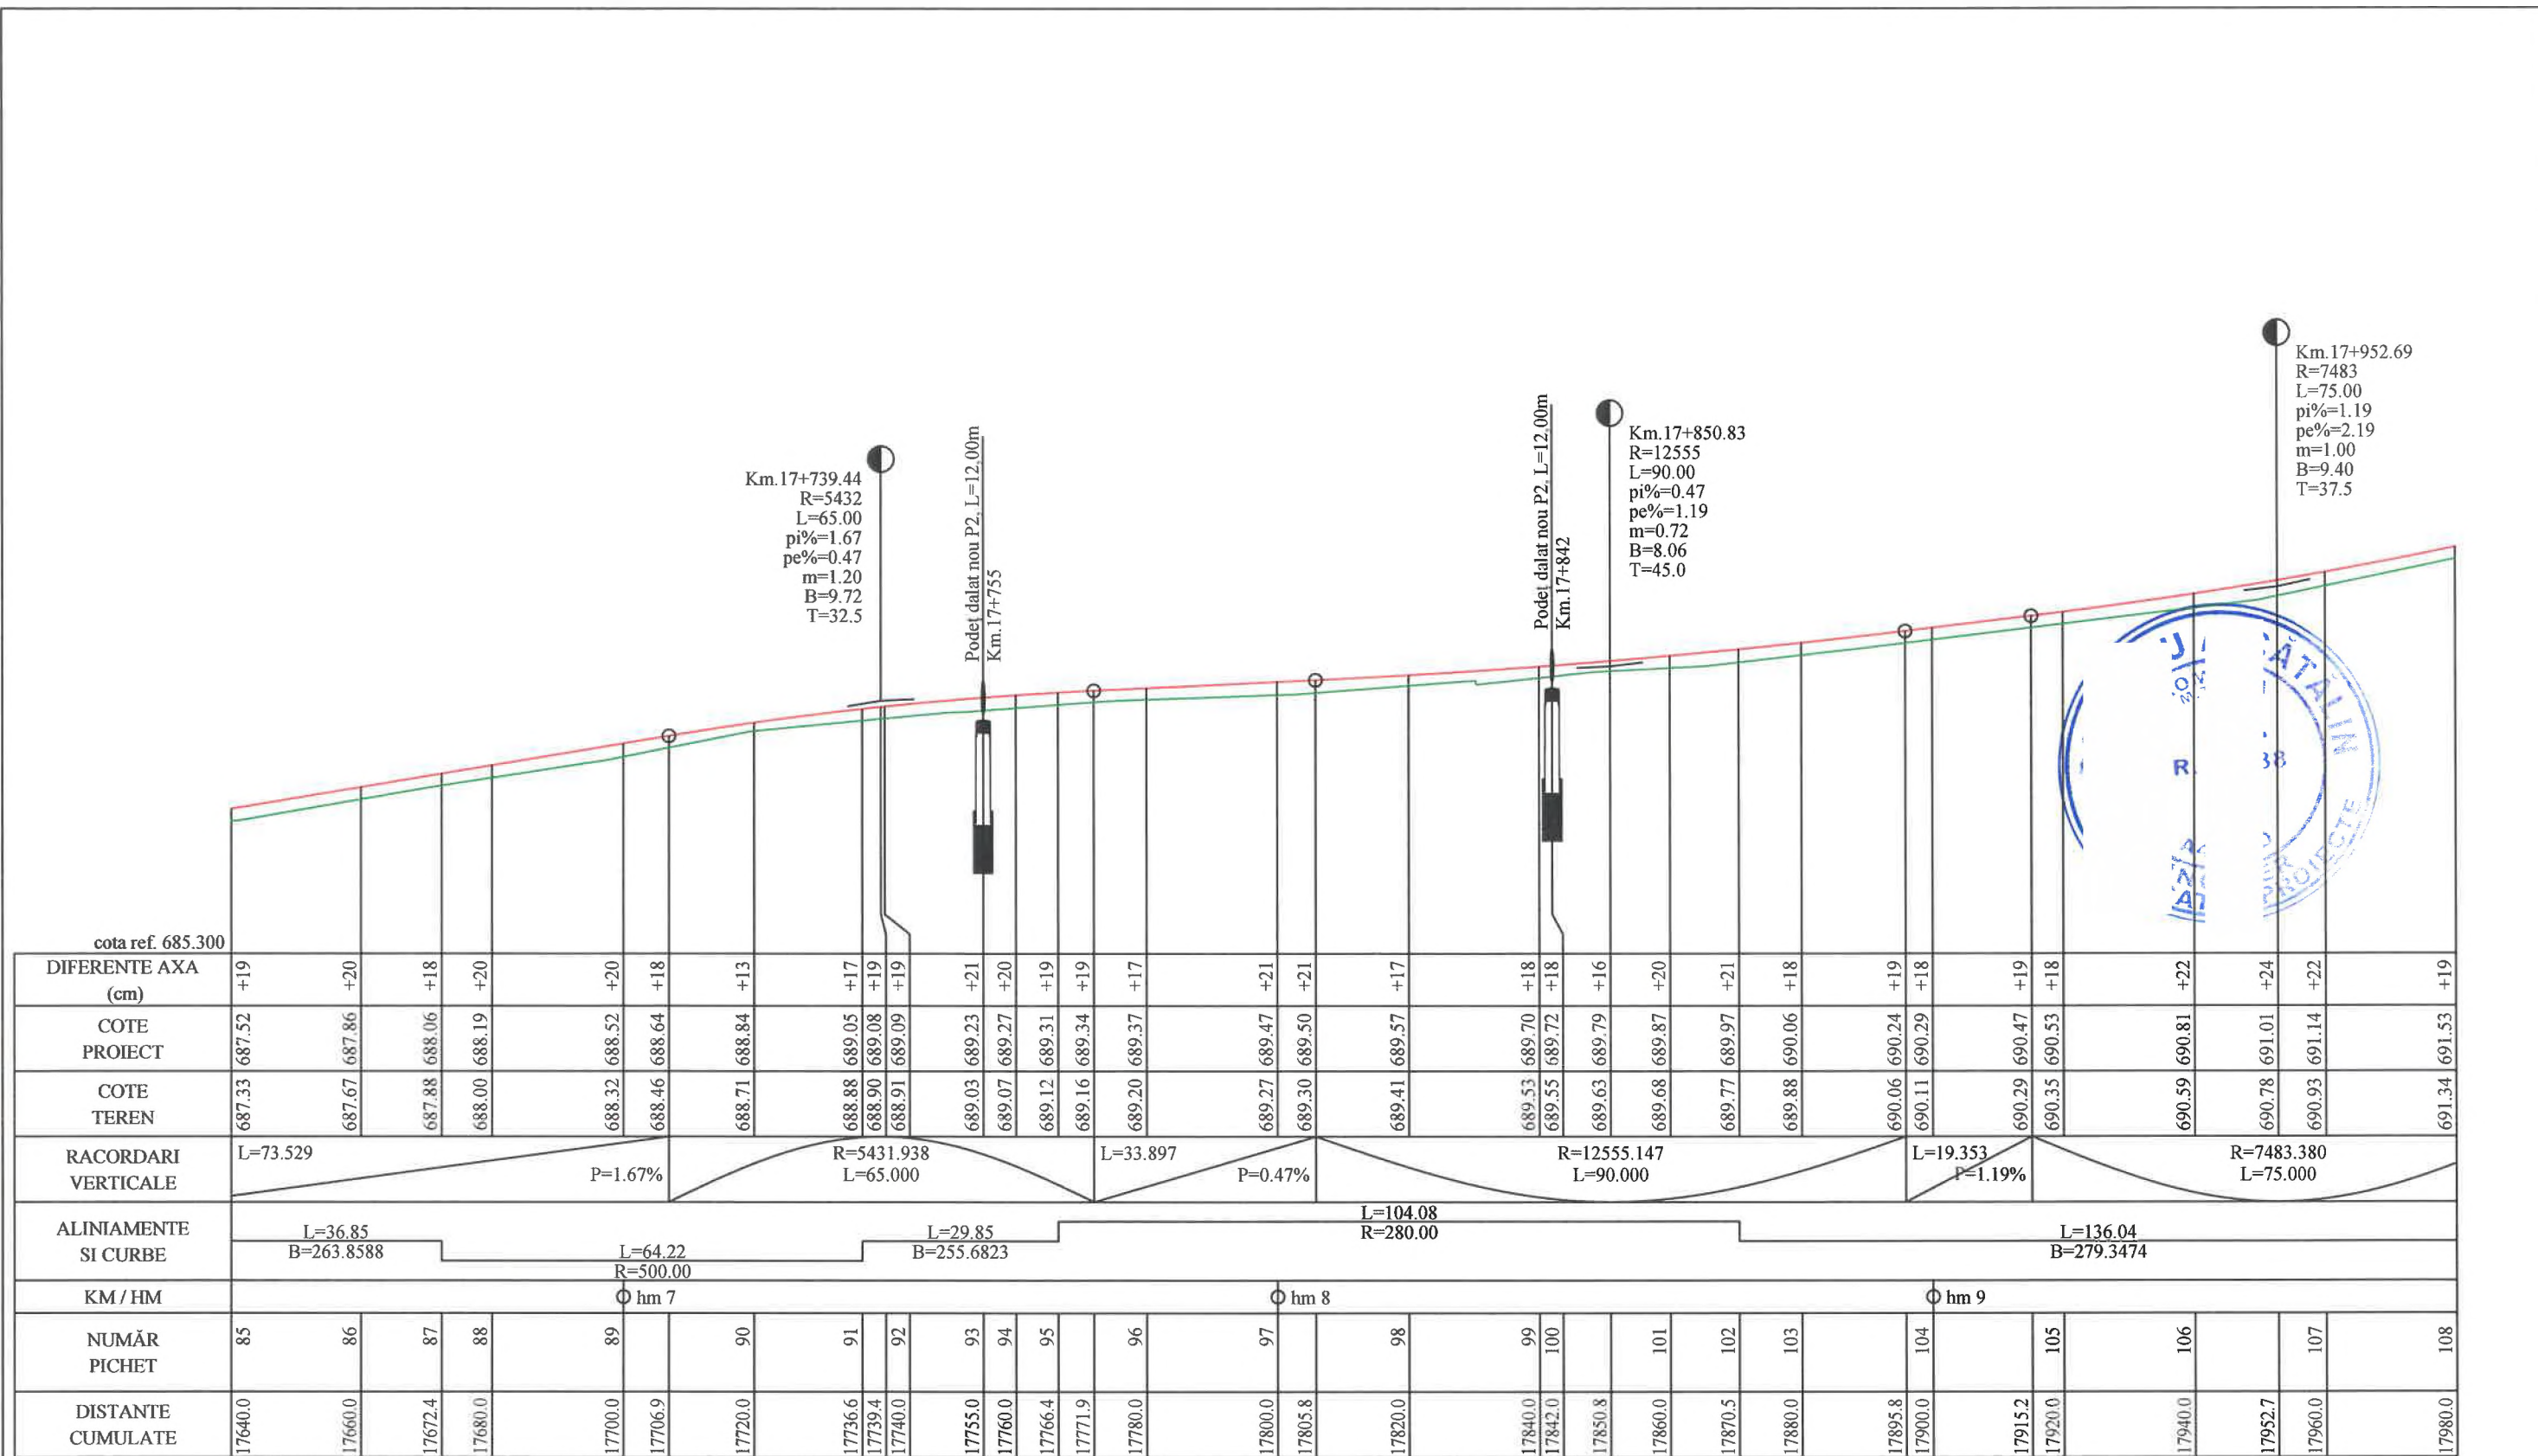 Km.17+952.69
R=7483
L=75.00
pi%=1.19
pe%=2.19
m=1.00
B=9.40
T=37.5
Km.17+850.83
R=12555
L=90.00
pi%=0.47
pe%=1.19
m=0.72
B=8.06
T=45.0
Km.17+739.44
R=5432
L=65.00
pi%=1.67
pe%=0.47
m=1.20
B=9.72
T=32.5
Podeț dalat nou P2, L=12,00m
Km.17+755
Podeț dalat nou P2, L=12,00m
Km.17+842
CĂTĂLIN
R.
PROIECTE
cota ref. 685.300
DIFERENTE AXA
(cm)
+19 +20 +18 +20 +20 +18 +13 +17 +19 +19 +21 +20 +19 +19 +17 +21 +21 +17 +18 +18 +16 +20 +21 +18 +19 +18 +19 +18 +22 +24 +22 +19
COTE
PROIECT
687.52 687.86 688.06 688.19 688.52 688.64 688.84 689.05 689.08 689.09 689.23 689.27 689.31 689.34 689.37 689.47 689.50 689.57 689.70 689.72 689.79 689.87 689.97 690.06 690.24 690.29 690.47 690.53 690.81 691.01 691.14 691.53
COTE
TEREN
687.33 687.67 687.88 688.00 688.32 688.46 688.71 688.88 688.90 688.91 689.03 689.07 689.12 689.16 689.20 689.27 689.30 689.41 689.53 689.55 689.63 689.68 689.77 689.88 690.06 690.11 690.29 690.35 690.59 690.78 690.93 691.34
RACORDARI
VERTICALE
L=73.529
P=1.67%
R=5431.938
L=65.000
L=33.897
P=0.47%
R=12555.147
L=90.000
L=19.353
P=1.19%
R=7483.380
L=75.000
ALINIAMENTE
SI CURBE
L=36.85
B=263.8588
L=64.22
R=500.00
L=29.85
B=255.6823
L=104.08
R=280.00
L=136.04
B=279.3474
KM / HM
hm 7 hm 8 hm 9
NUMĂR
PICHET
85 86 87 88 89 90 91 92 93 94 95 96 97 98 99 100 101 102 103 104 105 106 107 108
DISTANTE
CUMULATE
17640.0 17660.0 17672.4 17680.0 17700.0 17706.9 17720.0 17736.6 17739.4 17740.0 17755.0 17760.0 17766.4 17771.9 17780.0 17800.0 17805.8 17820.0 17840.0 17842.0 17850.8 17860.0 17870.5 17880.0 17895.8 17900.0 17915.2 17920.0 17940.0 17952.7 17960.0 17980.0